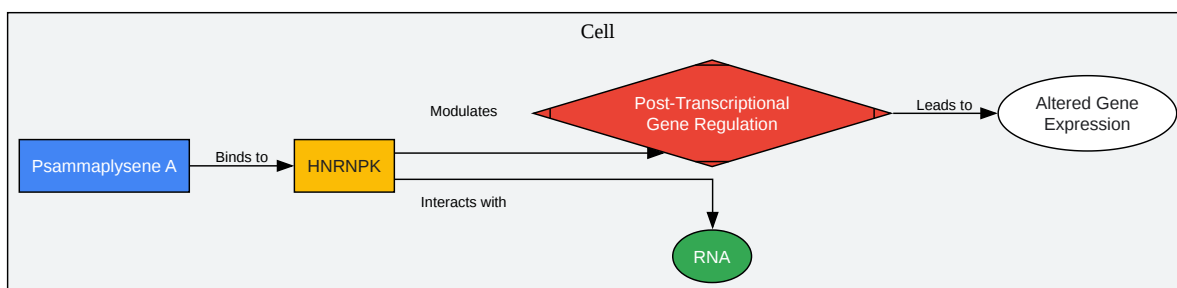 Cell
Psammaplysene A
Binds to
HNRNPK
Modulates
Interacts with
Post-Transcriptional
Gene Regulation
Leads to
Altered Gene
Expression
RNA